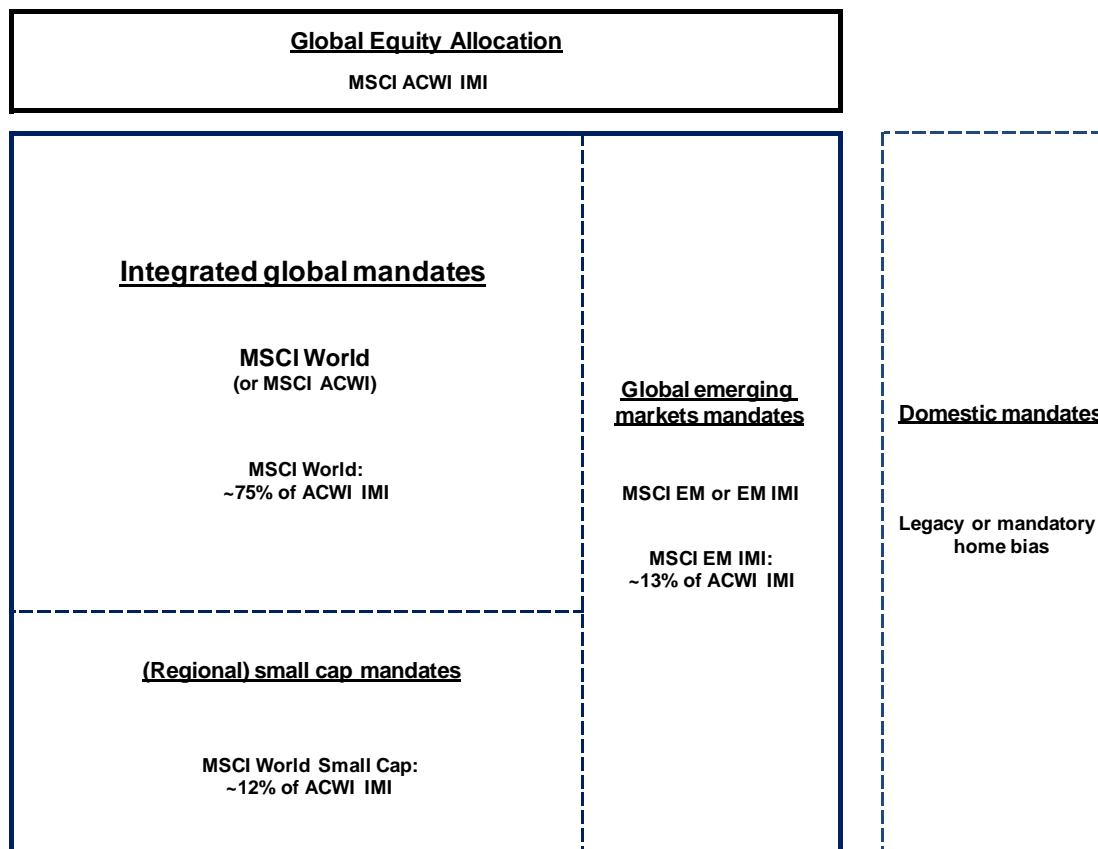 Global Equity Allocation
MSCI ACWI IMI
Integrated global mandates
MSCI World
(or MSCI ACWI)
MSCI World:
~75% of ACWI IMI
Global emerging
markets mandates
MSCI EM or EM IMI
MSCI EM IMI:
~13% of ACWI IMI
(Regional) small cap mandates
MSCI World Small Cap:
~12% of ACWI IMI
Domestic mandates
Legacy or mandatory
home bias